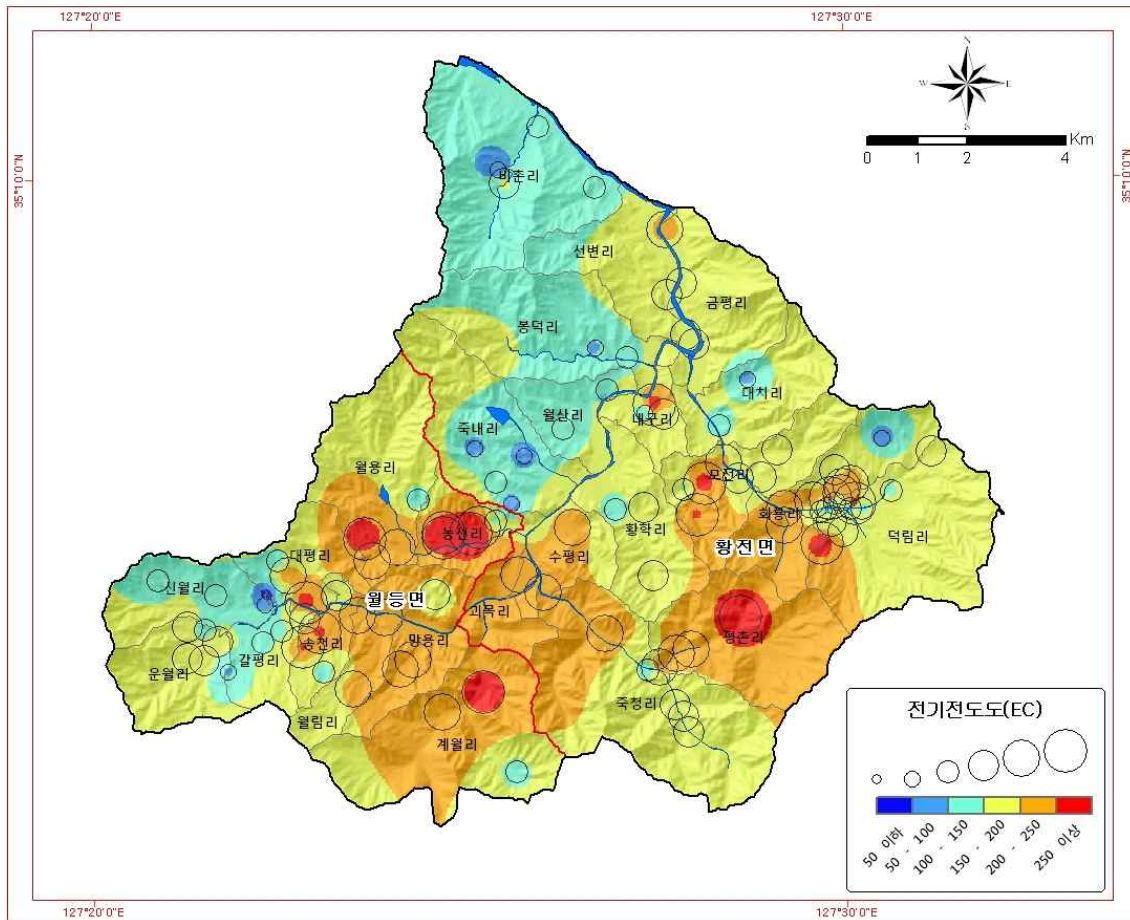 127°20'0"E 127°30'0"E
N
W E
S
Km
0 1 2 4
35°10'0"N 35°10'0"N
비촌리
선변리
금평리
봉덕리
대치리
월산리
내구리
죽내리
월용리
모전리
농선리
회룡리
황학리
덕림리
수평리
황전면
대평리
신월리
월등면
괴목리
망용리
송천리
평촌리
갈평리
운월리
죽청리
월림리
계월리
전기전도도(EC)
50 이하
50 - 100
100 - 150
150 - 200
200 - 250
250 이상
127°20'0"E 127°30'0"E